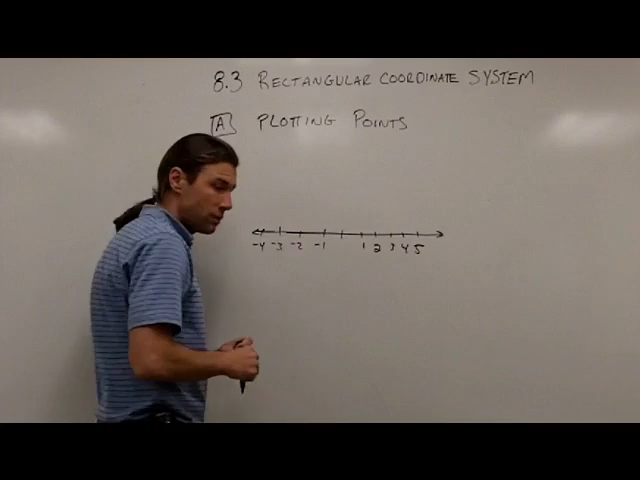 8.3 RECTANGULAR COORDINATE SYSTEM
A PLOTTING POINTS
-4 -3 -2 -1 1 2 3 4 5